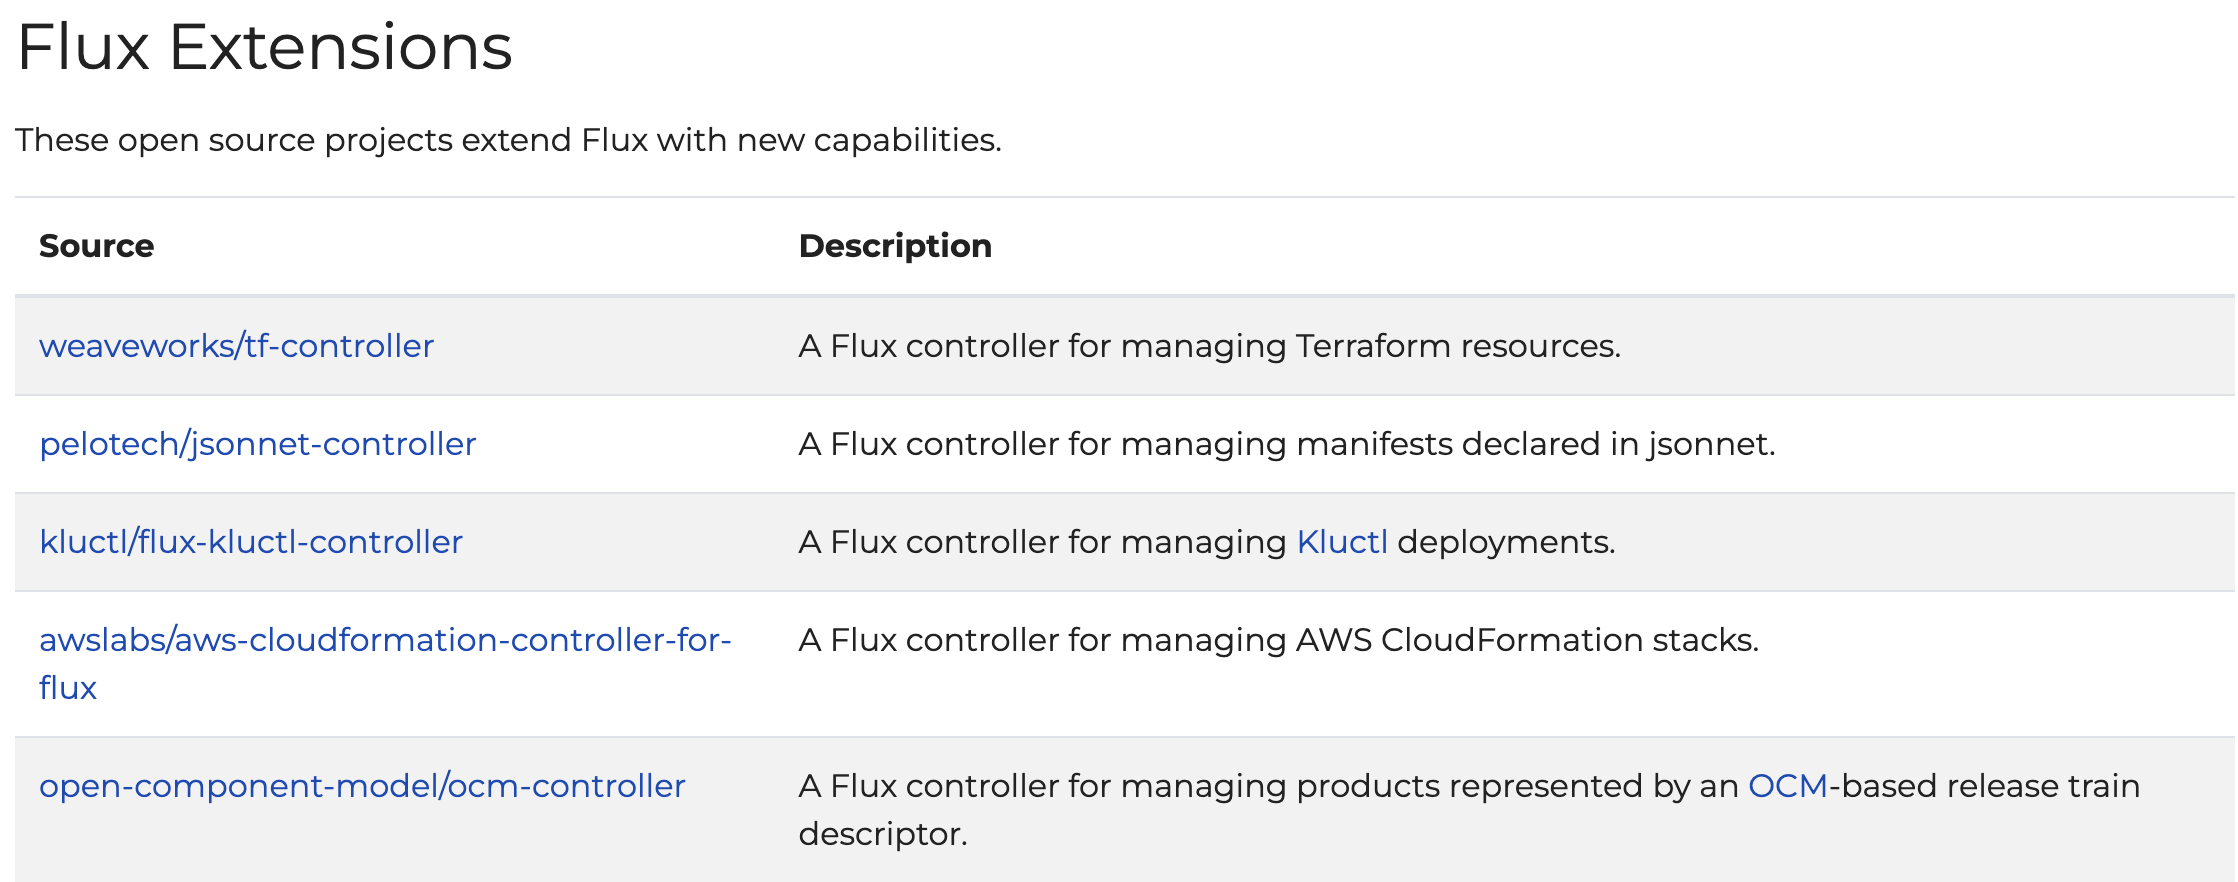 Flux Extensions
These open source projects extend Flux with new capabilities.
Source Description
weaveworks/tf-controller A Flux controller for managing Terraform resources.
pelotech/jsonnet-controller A Flux controller for managing manifests declared in jsonnet.
kluctl/flux-kluctl-controller A Flux controller for managing Kluctl deployments.
awslabs/aws-cloudformation-controller-for- A Flux controller for managing AWS CloudFormation stacks.
flux
open-component-model/ocm-controller A Flux controller for managing products represented by an OCM-based release train
descriptor.